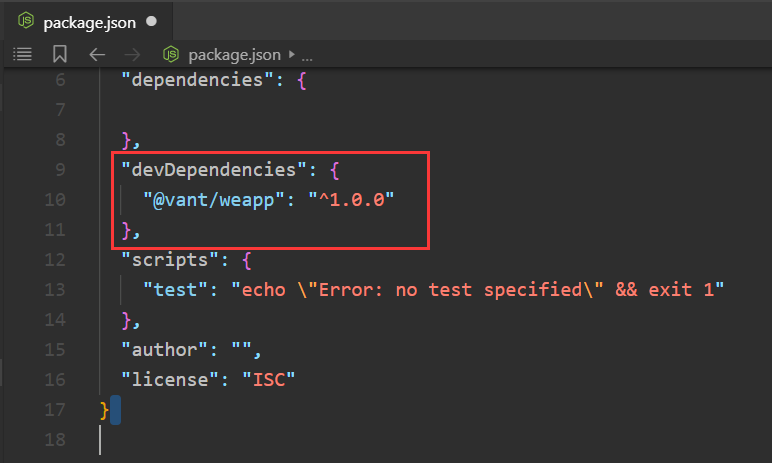 package.json
package.json ...
6 "dependencies": {
7
8 },
9 "devDependencies": {
10 "@vant/weapp": "^1.0.0"
11 },
12 "scripts": {
13 "test": "echo \"Error: no test specified\" && exit 1"
14 },
15 "author": "",
16 "license": "ISC"
17 }
18